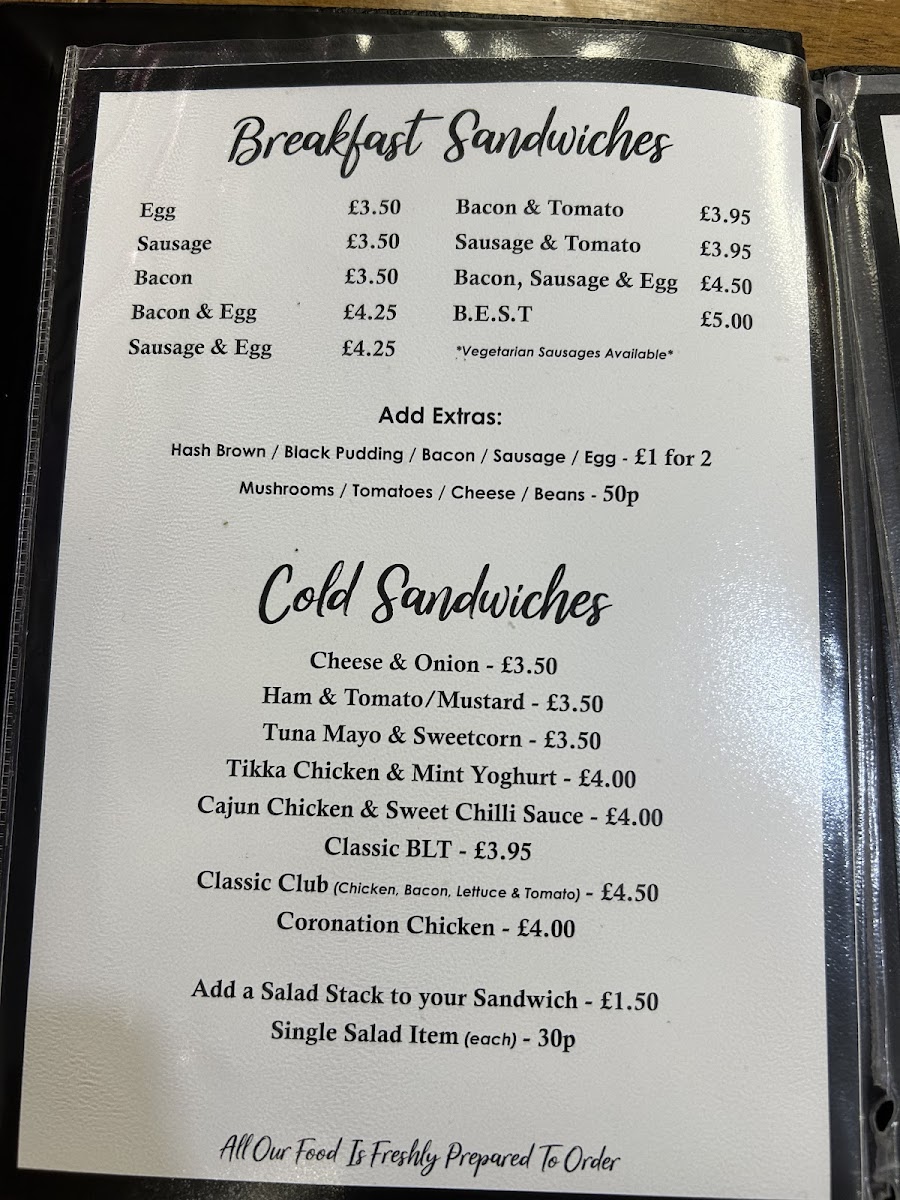 Breakfast Sandwiches
Egg £3.50
Sausage £3.50
Bacon £3.50
Bacon & Egg £4.25
Sausage & Egg £4.25
Bacon & Tomato £3.95
Sausage & Tomato £3.95
Bacon, Sausage & Egg £4.50
B.E.S.T £5.00
*Vegetarian Sausages Available*
Add Extras:
Hash Brown / Black Pudding / Bacon / Sausage / Egg - £1 for 2
Mushrooms / Tomatoes / Cheese / Beans - 50p
Cold Sandwiches
Cheese & Onion - £3.50
Ham & Tomato/Mustard - £3.50
Tuna Mayo & Sweetcorn - £3.50
Tikka Chicken & Mint Yoghurt - £4.00
Cajun Chicken & Sweet Chilli Sauce - £4.00
Classic BLT - £3.95
Classic Club (Chicken, Bacon, Lettuce & Tomato) - £4.50
Coronation Chicken - £4.00
Add a Salad Stack to your Sandwich - £1.50
Single Salad Item (each) - 30p
All Our Food Is Freshly Prepared To Order